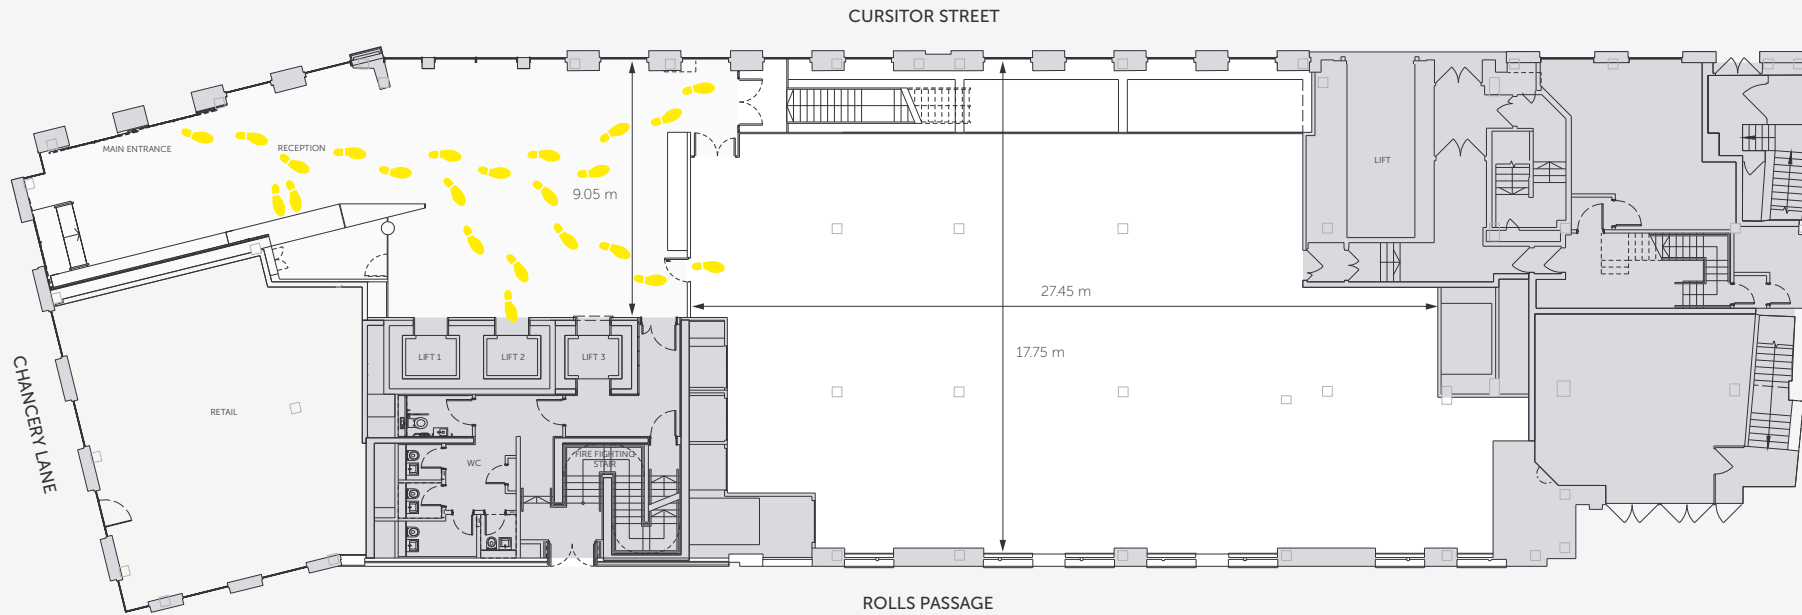 CURSITOR STREET
MAIN ENTRANCE
RECEPTION
9.05 m
LIFT
27.45 m
17.75 m
LIFT 1
LIFT 2
LIFT 3
CHANCERY LANE
RETAIL
WC
FIRE FIGHTING
STAIR
ROLLS PASSAGE